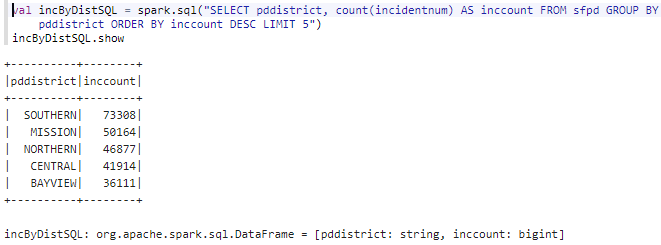 val incByDistSQL = spark.sql("SELECT pddistrict, count(incidentnum) AS inccount FROM sfpd GROUP BY
    pddistrict ORDER BY inccount DESC LIMIT 5")
incByDistSQL.show
+----------+--------+
|pddistrict|inccount|
+----------+--------+
|  SOUTHERN|   73308|
|   MISSION|   50164|
|  NORTHERN|   46877|
|   CENTRAL|   41914|
|   BAYVIEW|   36111|
+----------+--------+
incByDistSQL: org.apache.spark.sql.DataFrame = [pddistrict: string, inccount: bigint]